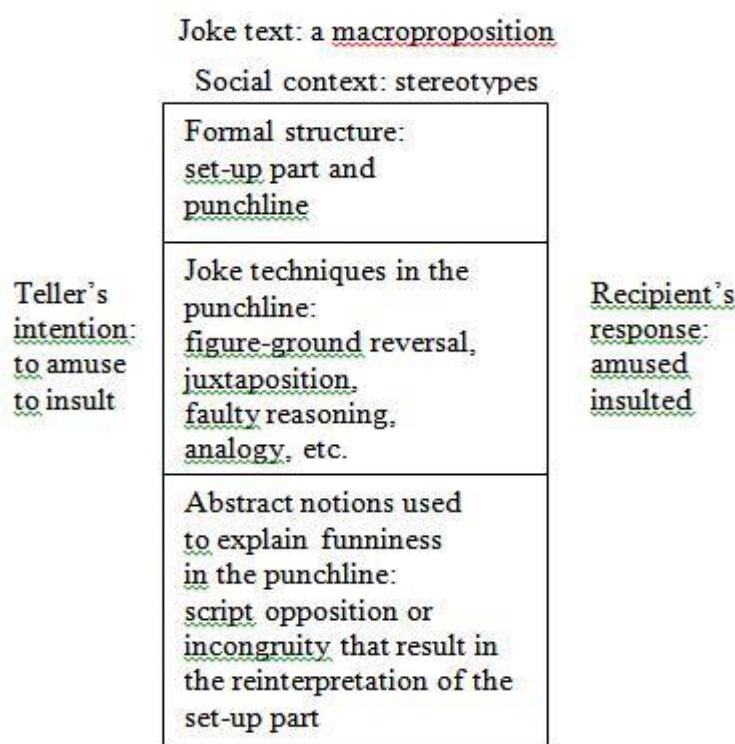 Joke text: a macroproposition
Social context: stereotypes
Formal structure:
set-up part and
punchline
Teller's
intention:
to amuse
to insult
Joke techniques in the
punchline:
figure-ground reversal,
juxtaposition,
faulty reasoning,
analogy, etc.
Recipient's
response:
amused
insulted
Abstract notions used
to explain funniness
in the punchline:
script opposition or
incongruity that result in
the reinterpretation of the
set-up part